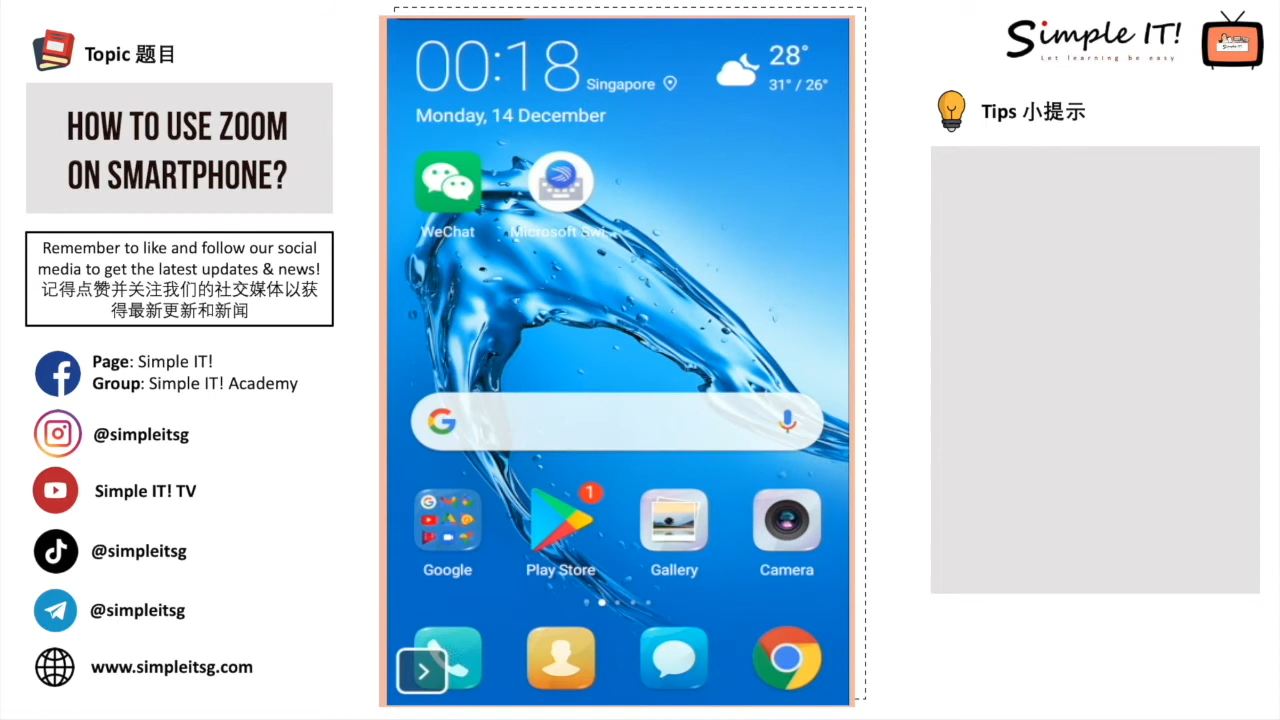 Topic 题目
HOW TO USE ZOOM
ON SMARTPHONE?
Remember to like and follow our social
media to get the latest updates & news!
记得点赞并关注我们的社交媒体以获
得最新更新和新闻
Page: Simple IT!
Group: Simple IT! Academy
@simpleitsg
Simple IT! TV
@simpleitsg
@simpleitsg
www.simpleitsg.com
00:18 Singapore
28°
31° / 26°
Monday, 14 December
WeChat
Microsoft Swi...
1
Google
Play Store
Gallery
Camera
Simple IT!
Let learning be easy
Simple IT!
Tips 小提示